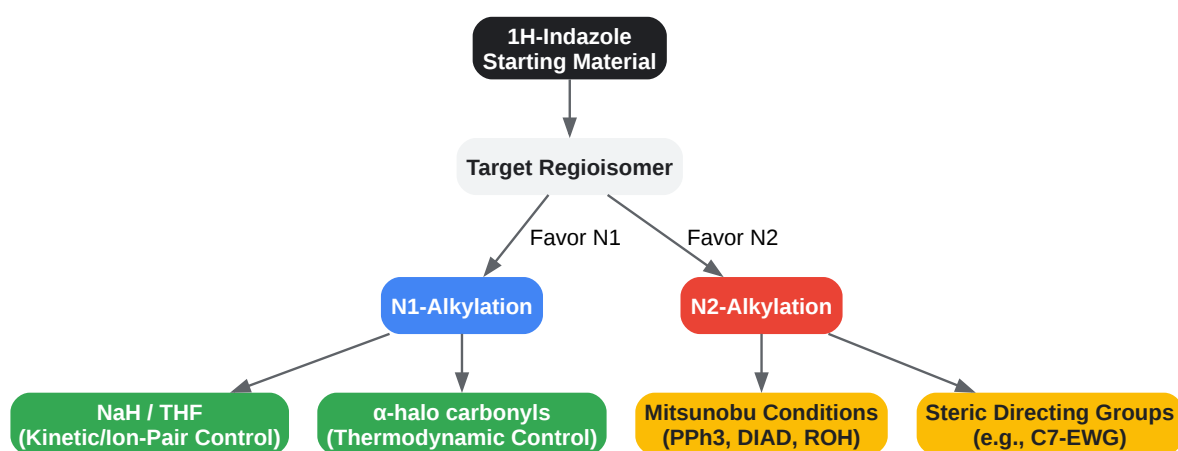 1H-Indazole
Starting Material
Target Regioisomer
Favor N1
Favor N2
N1-Alkylation
N2-Alkylation
NaH / THF
(Kinetic/Ion-Pair Control)
α-halo carbonyls
(Thermodynamic Control)
Mitsunobu Conditions
(PPh3, DIAD, ROH)
Steric Directing Groups
(e.g., C7-EWG)